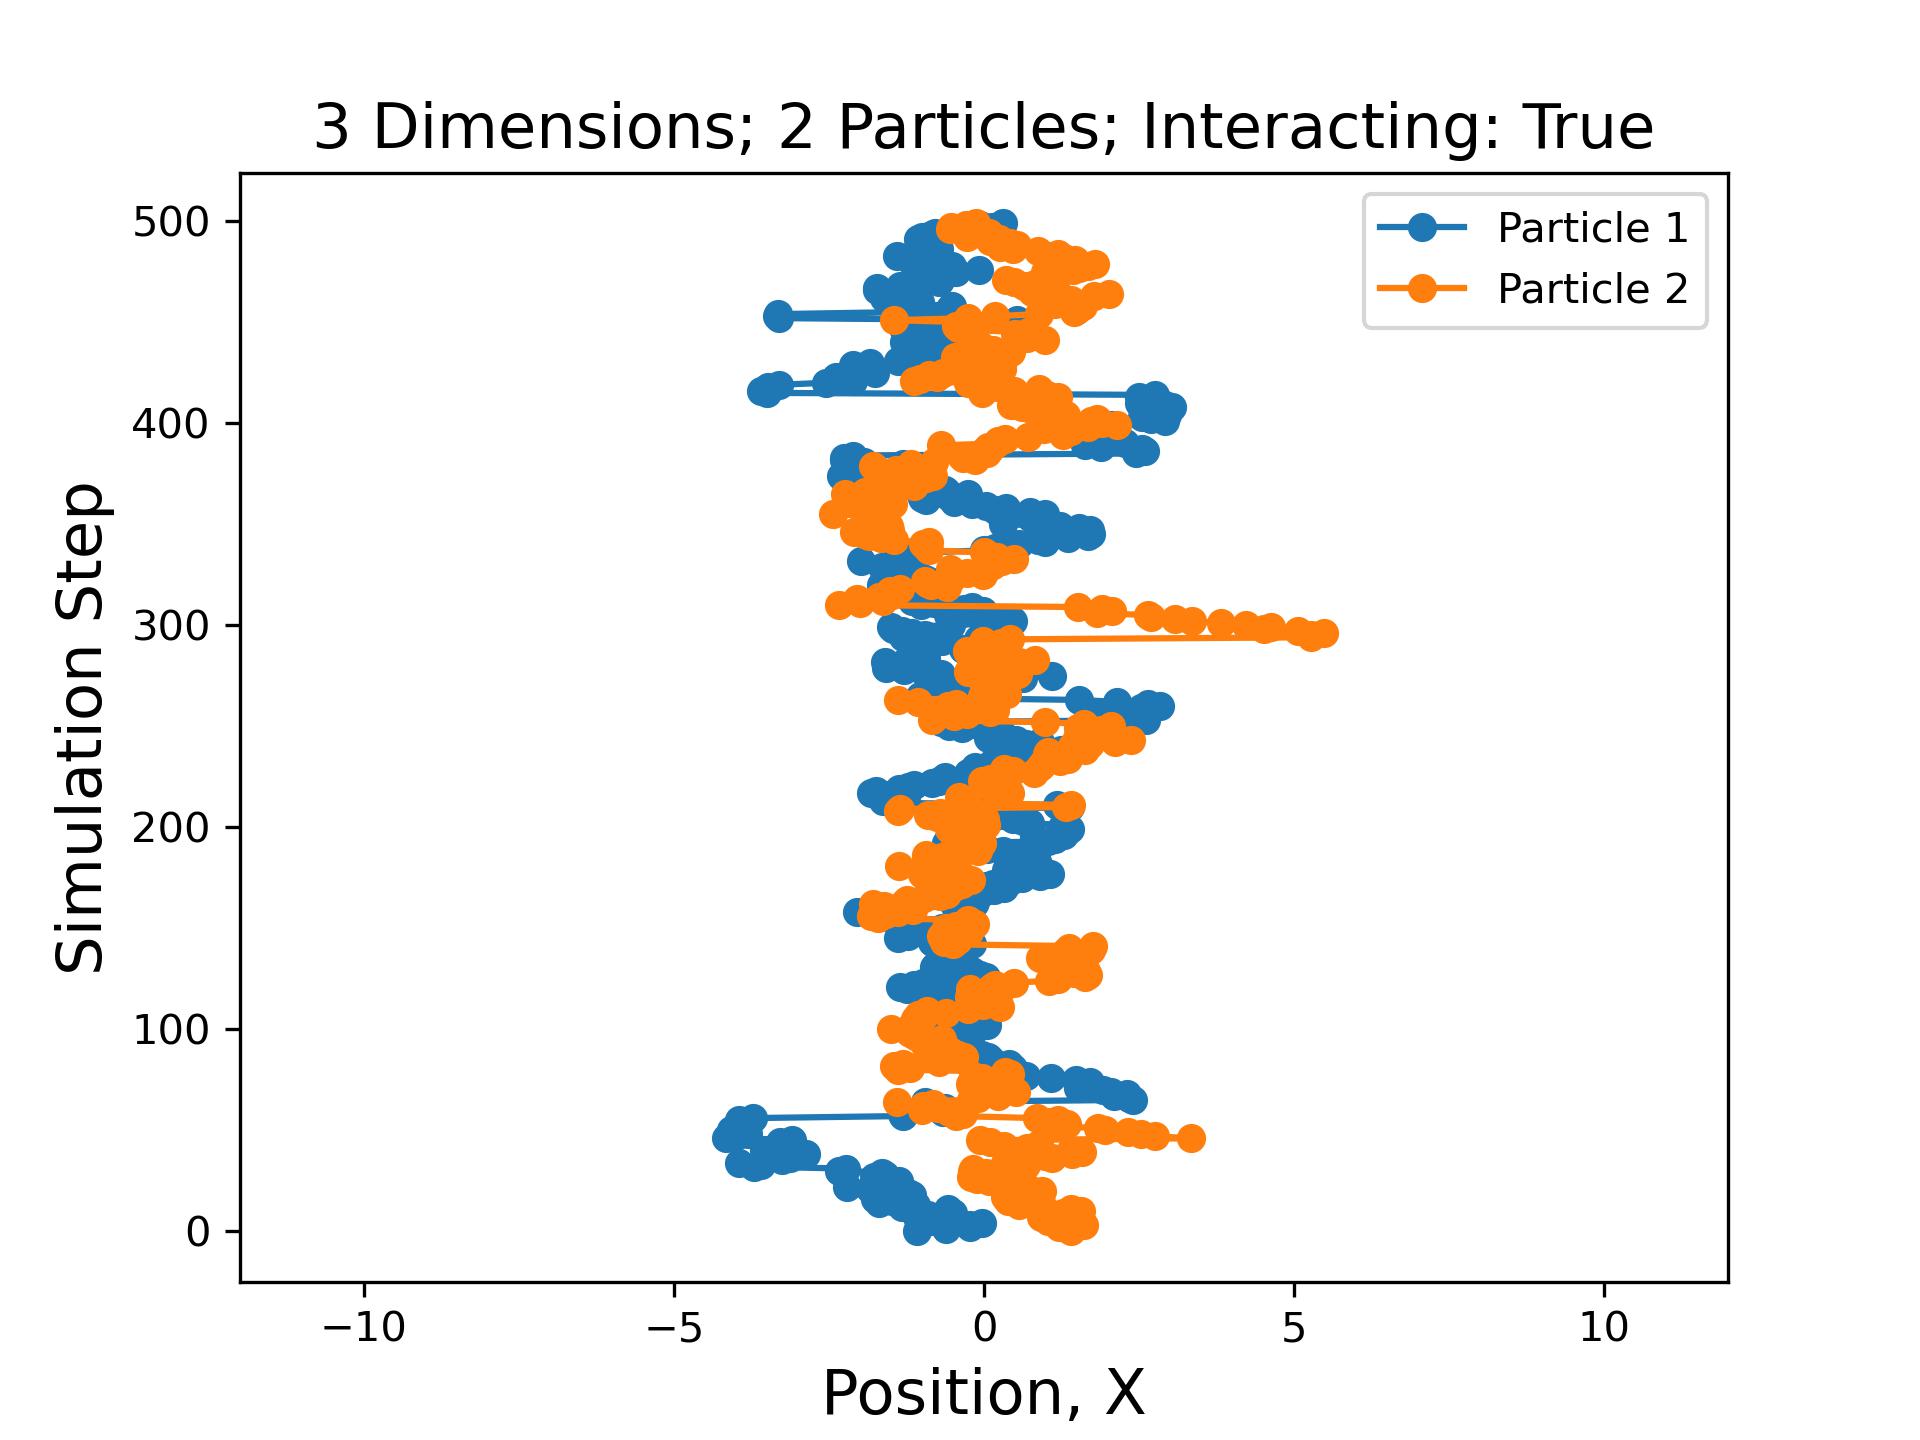 3 Dimensions; 2 Particles; Interacting: True
Particle 1
Particle 2
Simulation Step
500
400
300
200
100
0
−10
−5
0
5
10
Position, X